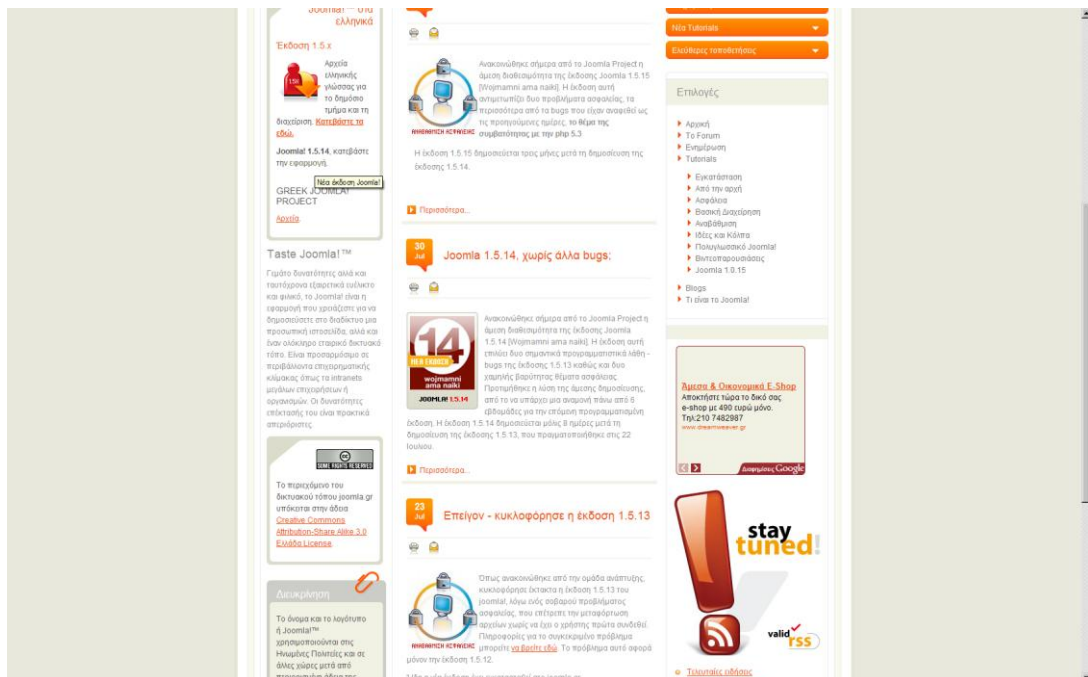 Joomla! – στα
ελληνικά
Έκδοση 1.5.x
Αρχεία
ελληνικής
γλώσσας για
το δημόσιο
τμήμα και τη
διαχείριση. Κατεβάστε τα
εδώ.
Joomla! 1.5.14, κατεβάστε
την εφαρμογή.
Νέα έκδοση Joomla!
GREEK JOOMLA!
PROJECT
Αρχεία
Taste Joomla!™
Γεμάτο δυνατότητες αλλά και
ταυτόχρονα εξαιρετικά ευέλικτο
και φιλικό, το Joomla! είναι η
εφαρμογή που χρειάζεστε για να
δημοσιεύσετε στο διαδίκτυο μια
προσωπική ιστοσελίδα, αλλά και
έναν ολόκληρο εταιρικό δικτυακό
τόπο. Είναι προσαρμόσιμο σε
περιβάλλοντα επιχειρηματικής
κλίμακας όπως τα intranets
μεγάλων επιχειρήσεων ή
οργανισμών. Οι δυνατότητες
επέκτασής του είναι πρακτικά
απεριόριστες.
SOME RIGHTS RESERVED
Το περιεχόμενο του
δικτυακού τόπου joomla.gr
υπόκειται στην άδεια
Creative Commons
Attribution-Share Alike 3.0
Ελλάδα License.
Διευκρίνηση
Το όνομα και το λογότυπο
ή Joomla!™
χρησιμοποιούνται στις
Ηνωμένες Πολιτείες και σε
άλλες χώρες μετά από
Ανακοινώθηκε σήμερα από το Joomla Project η
άμεση διαθεσιμότητα της έκδοσης Joomla 1.5.15
[Wojmamni ama naiki]. Η έκδοση αυτή
αντιμετωπίζει δυο προβλήματα ασφαλείας, τα
περισσότερα από τα bugs που είχαν αναφεθεί ως
τις προηγούμενες ημέρες, το θέμα της
συμβατότητας με την php 5.3
ΑΝΑΒΑΘΜΙΣΗ ΑΣΦΑΛΕΙΑΣ
Η έκδοση 1.5.15 δημοσιεύεται τρεις μήνες μετά τη δημοσίευση της
έκδοσης 1.5.14.
Περισσότερα...
30
Jul
Joomla 1.5.14, χωρίς άλλα bugs;
14
ΝΕΑ ΕΚΔΟΣΗ
wojmamni
ama naiki
JOOMLA! 1.5.14
Ανακοινώθηκε σήμερα από το Joomla Project η
άμεση διαθεσιμότητα της έκδοσης Joomla
1.5.14 [Wojmamni ama naiki]. Η έκδοση αυτή
επιλύει δυο σημαντικά προγραμματιστικά λάθη -
bugs της έκδοσης 1.5.13 καθώς και δυο
χαμηλής βαρύτητας θέματα ασφαλείας.
Προτιμήθηκε η λύση της άμεσης δημοσίευσης,
από το να υπάρχει μια αναμονή πάνω από 6
εβδομάδες για την επόμενη προγραμματισμένη
έκδοση. Η έκδοση 1.5.14 δημοσιεύεται μόλις 8 ημέρες μετά τη
δημοσίευση της έκδοσης 1.5.13, που πραγματοποιήθηκε στις 22
Ιουλίου.
Περισσότερα...
23
Jul
Επείγον - κυκλοφόρησε η έκδοση 1.5.13
Όπως ανακοινώθηκε από την ομάδα ανάπτυξης,
κυκλοφόρησε έκτακτα η έκδοση 1.5.13 του
joomla!, λόγω ενός σοβαρού προβλήματος
ασφαλείας, που επέτρεπε την μεταφόρτωση
αρχείων χωρίς να έχει ο χρήστης πρώτα συνδεθεί.
Πληροφορίες για το συγκεκριμένο πρόβλημα
μπορείτε να βρείτε εδώ. Το πρόβλημα αυτό αφορά
ΑΝΑΒΑΘΜΙΣΗ ΑΣΦΑΛΕΙΑΣ
μόνον την έκδοση 1.5.12.
Νέα Tutorials
Ελεύθερες τοποθετήσεις
Επιλογές
Αρχική
Το Forum
Ενημέρωση
Tutorials
Εγκατάσταση
Από την αρχή
Ασφάλεια
Βασική Διαχείρηση
Αναβάθμιση
Ιδέες και Κόλπα
Πολυγλωσσικό Joomla!
Βιντεοπαρουσιάσεις
Joomla 1.0.15
Blogs
Τι είναι το Joomla!
Άμεσα & Οικονομικά E-Shop
Αποκτήστε τώρα το δικό σας
e-shop με 490 ευρώ μόνο.
Τηλ:210 7482987
www.dreamweaver.gr
Διαφημίσεις Google
stay
tuned!
valid
rss
Τελευταίες ειδήσεις